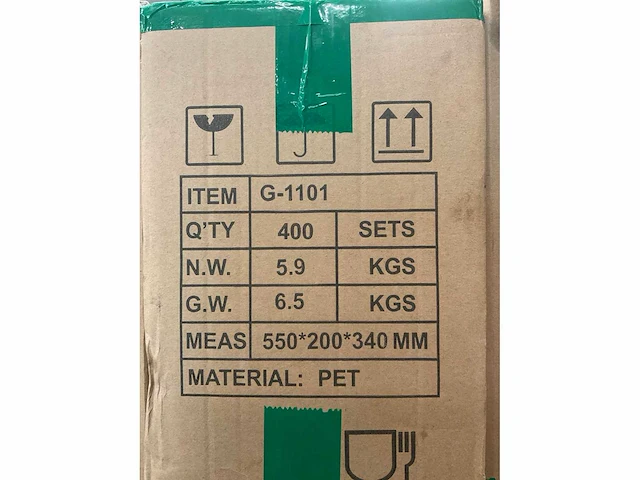 ITEM G-1101
Q'TY 400 SETS
N.W. 5.9 KGS
G.W. 6.5 KGS
MEAS 550*200*340 MM
MATERIAL: PET